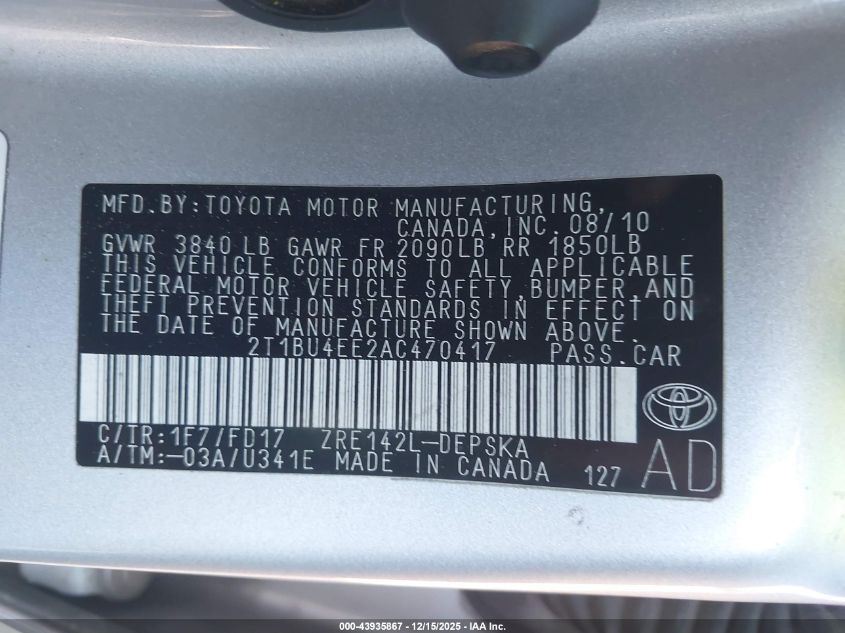 MFD.BY:TOYOTA MOTOR MANUFACTURING,
CANADA, INC. 08/10
GVWR 3840 LB GAWR FR 2090LB RR 1850LB
THIS VEHICLE CONFORMS TO ALL APPLICABLE
FEDERAL MOTOR VEHICLE SAFETY, BUMPER, AND
THEFT PREVENTION STANDARDS IN EFFECT ON
THE DATE OF MANUFACTURE SHOWN ABOVE.
2T1BU4EE2AC470417 PASS.CAR
C/TR:1F7/FD17 ZRE142L-DEPSKA
A/TM:-03A/U341E MADE IN CANADA 127 AD
000-43935867 - 12/15/2025 - IAA Inc.